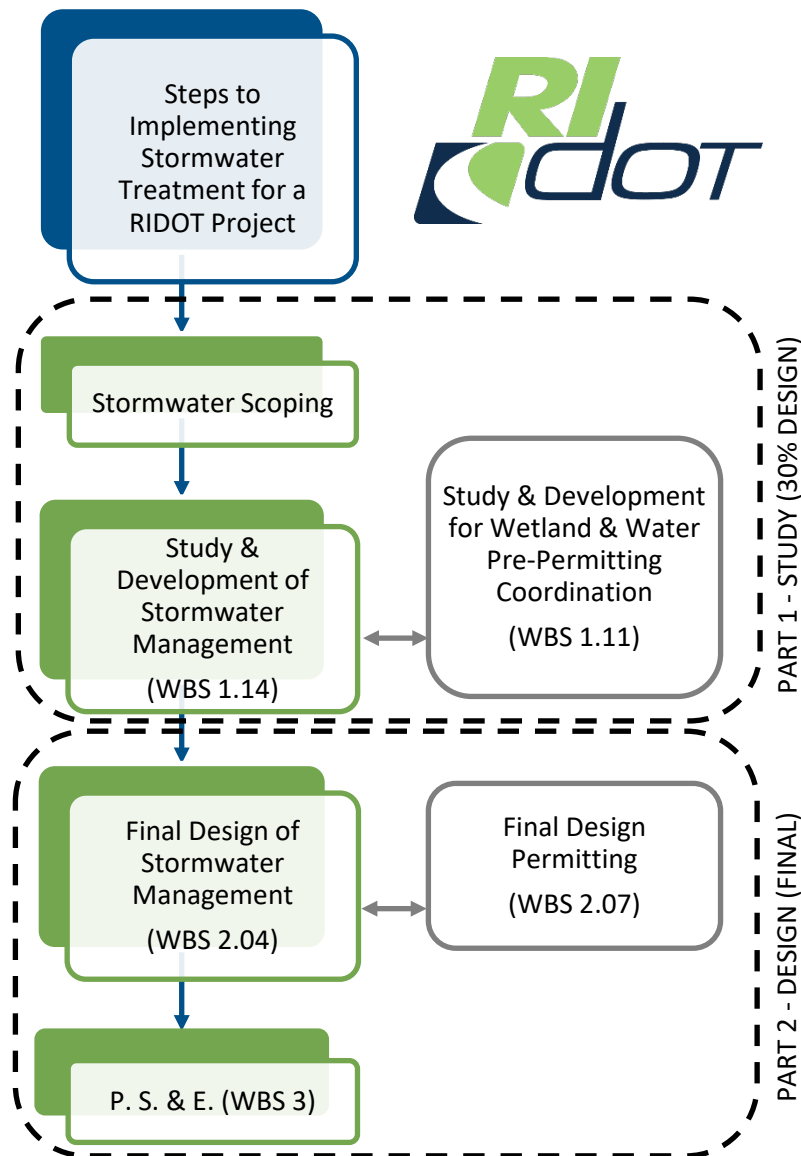 Steps to
Implementing
Stormwater
Treatment for a
RIDOT Project
RI
dOT
Stormwater Scoping
Study &
Development of
Stormwater
Management
(WBS 1.14)
Study & Development
for Wetland & Water
Pre-Permitting
Coordination
(WBS 1.11)
PART 1 - STUDY (30% DESIGN)
Final Design of
Stormwater
Management
(WBS 2.04)
Final Design
Permitting
(WBS 2.07)
P. S. & E. (WBS 3)
PART 2 - DESIGN (FINAL)